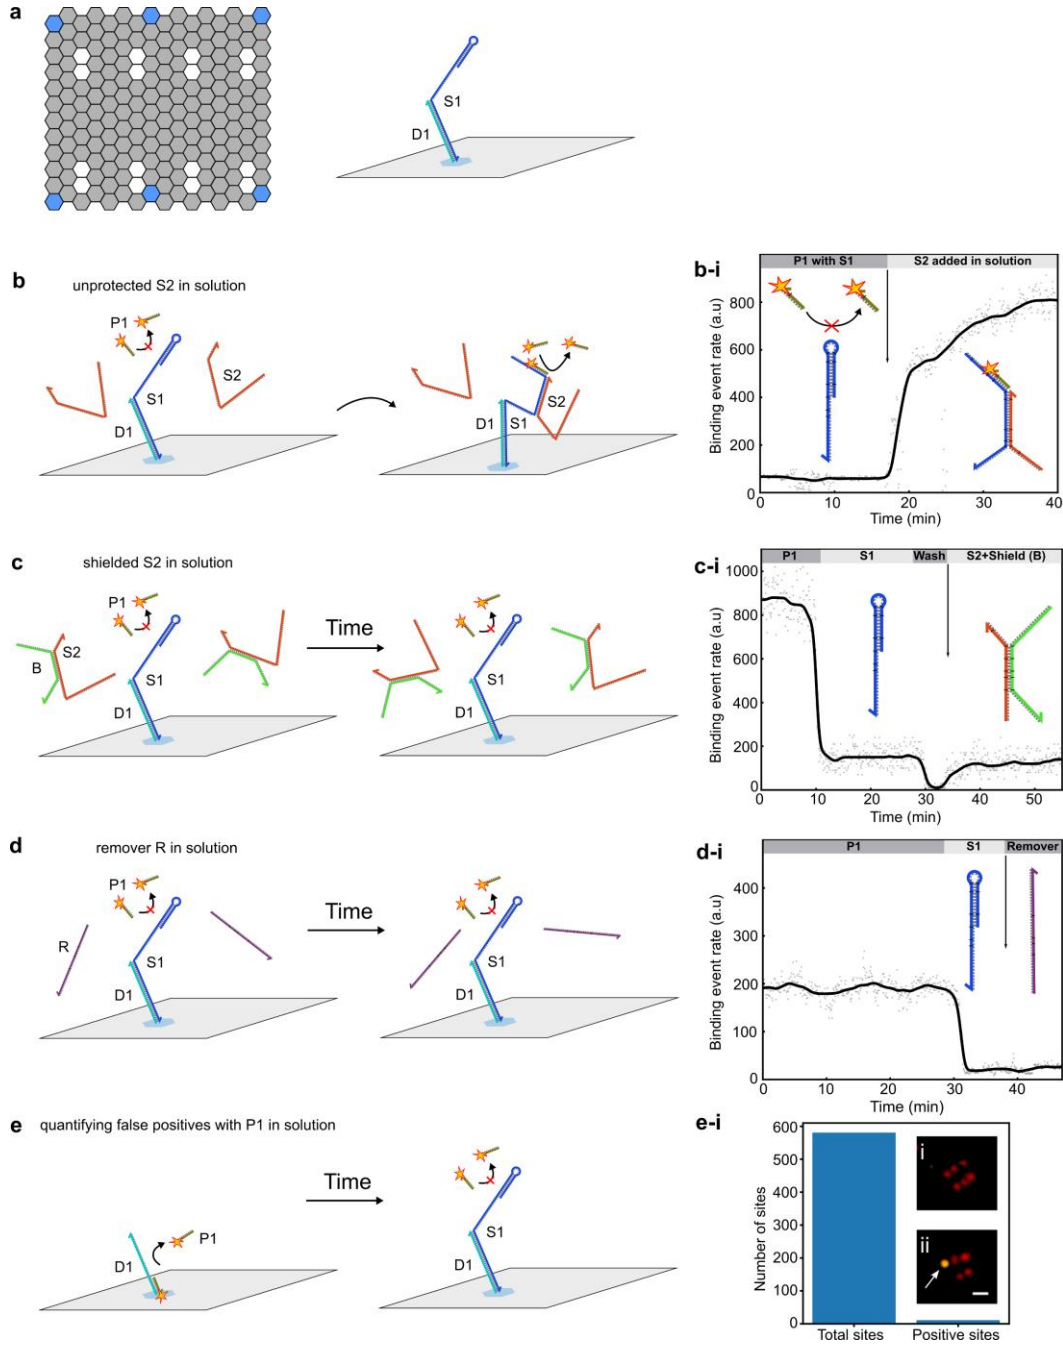 a
S1
D1
b
unprotected S2 in solution
P1
S2
S1
D1
D1
S1
S2
b-i
P1 with S1
S2 added in solution
Binding event rate (a.u)
800
600
400
200
0
0
10
20
30
40
Time (min)
c
shielded S2 in solution
P1
S2
B
S1
D1
Time
P1
S1
D1
c-i
P1
S1
Wash
S2+Shield (B)
Binding event rate (a.u)
1000
800
600
400
200
0
0
10
20
30
40
50
Time (min)
d
remover R in solution
P1
R
S1
D1
Time
P1
S1
D1
d-i
P1
S1
Remover
Binding event rate (a.u)
400
300
200
100
0
0
10
20
30
40
Time (min)
e
quantifying false positives with P1 in solution
D1
P1
Time
P1
S1
D1
e-i
Number of sites
600
500
400
300
200
100
0
i
ii
Total sites
Positive sites